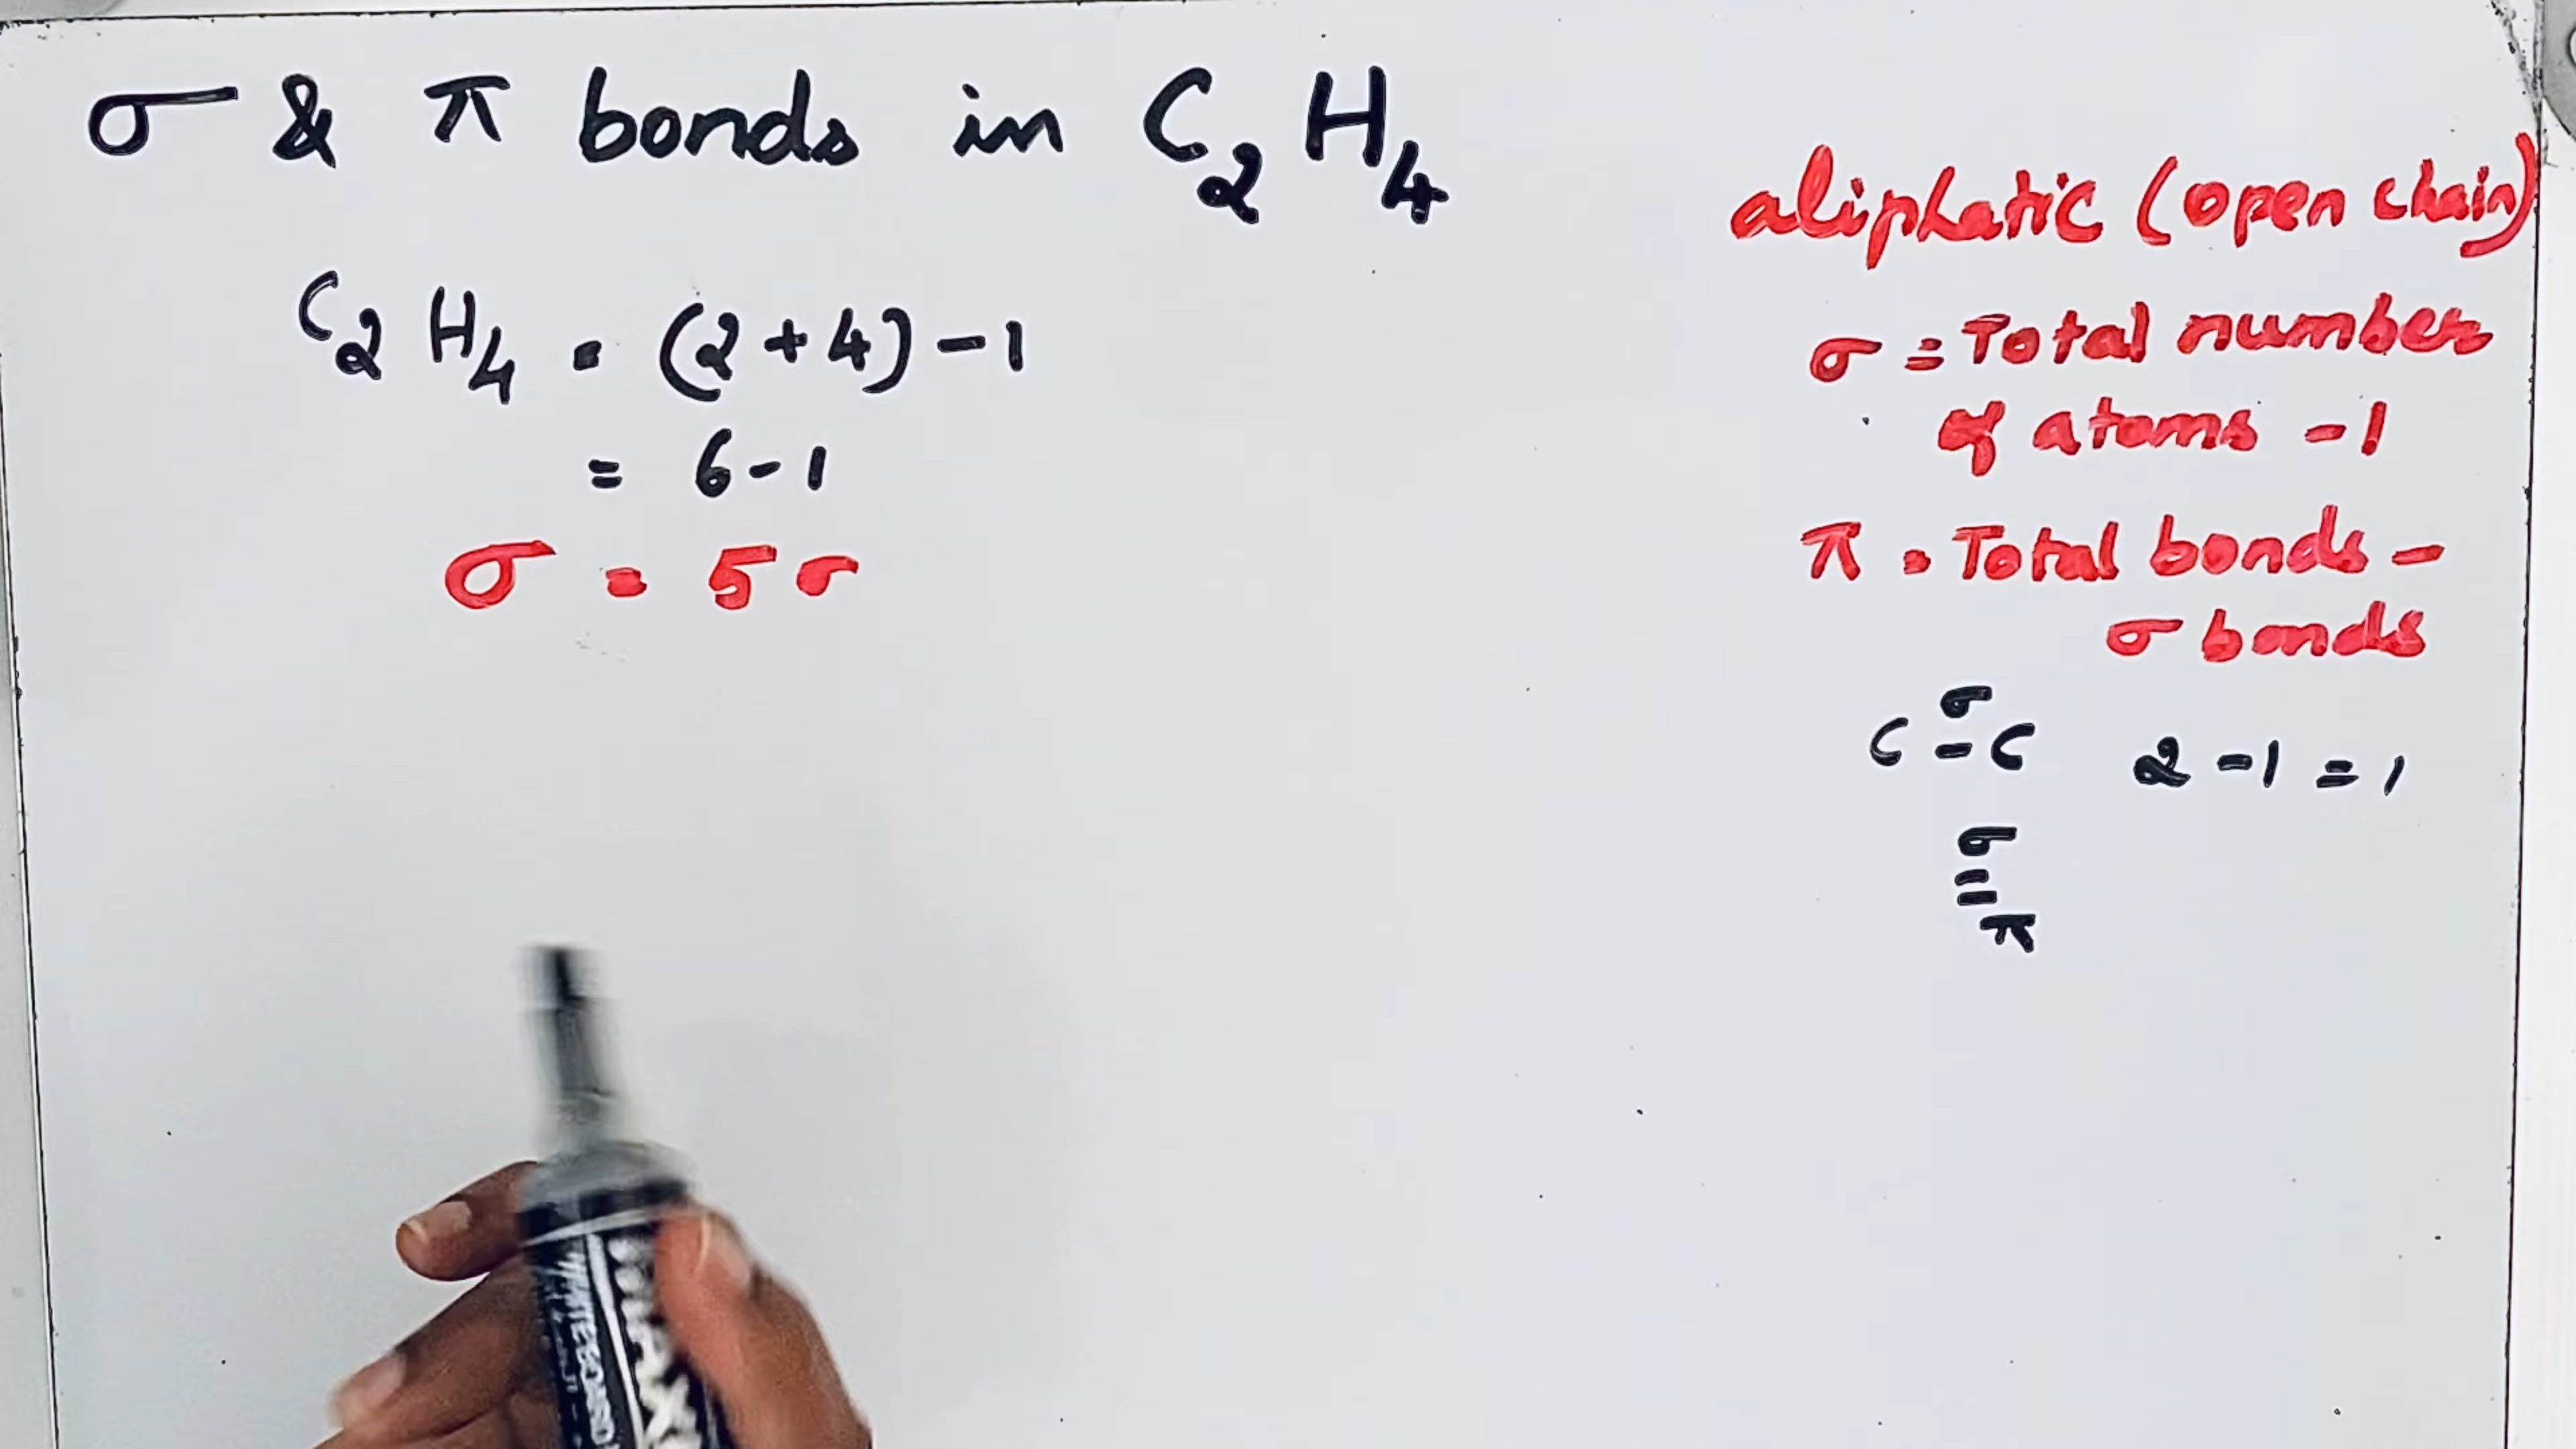 σ & π bonds in C₂H₄
C₂H₄ = (2+4)-1
= 6-1
σ = 5σ
aliphatic (open chain)
σ = Total number
of atoms -1
π = Total bonds -
σ bonds
σ
C - C 2-1=1
σ
=
π